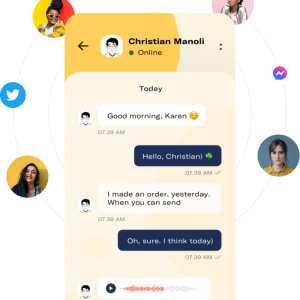 Christian Manoli
Online
Today
Good morning, Karen 😏
07.39 AM
Hello, Christian) ☘️
07.39 AM
I made an order, yesterday.
When you can send
07.39 AM
Oh, sure. I think today)
07.39 AM